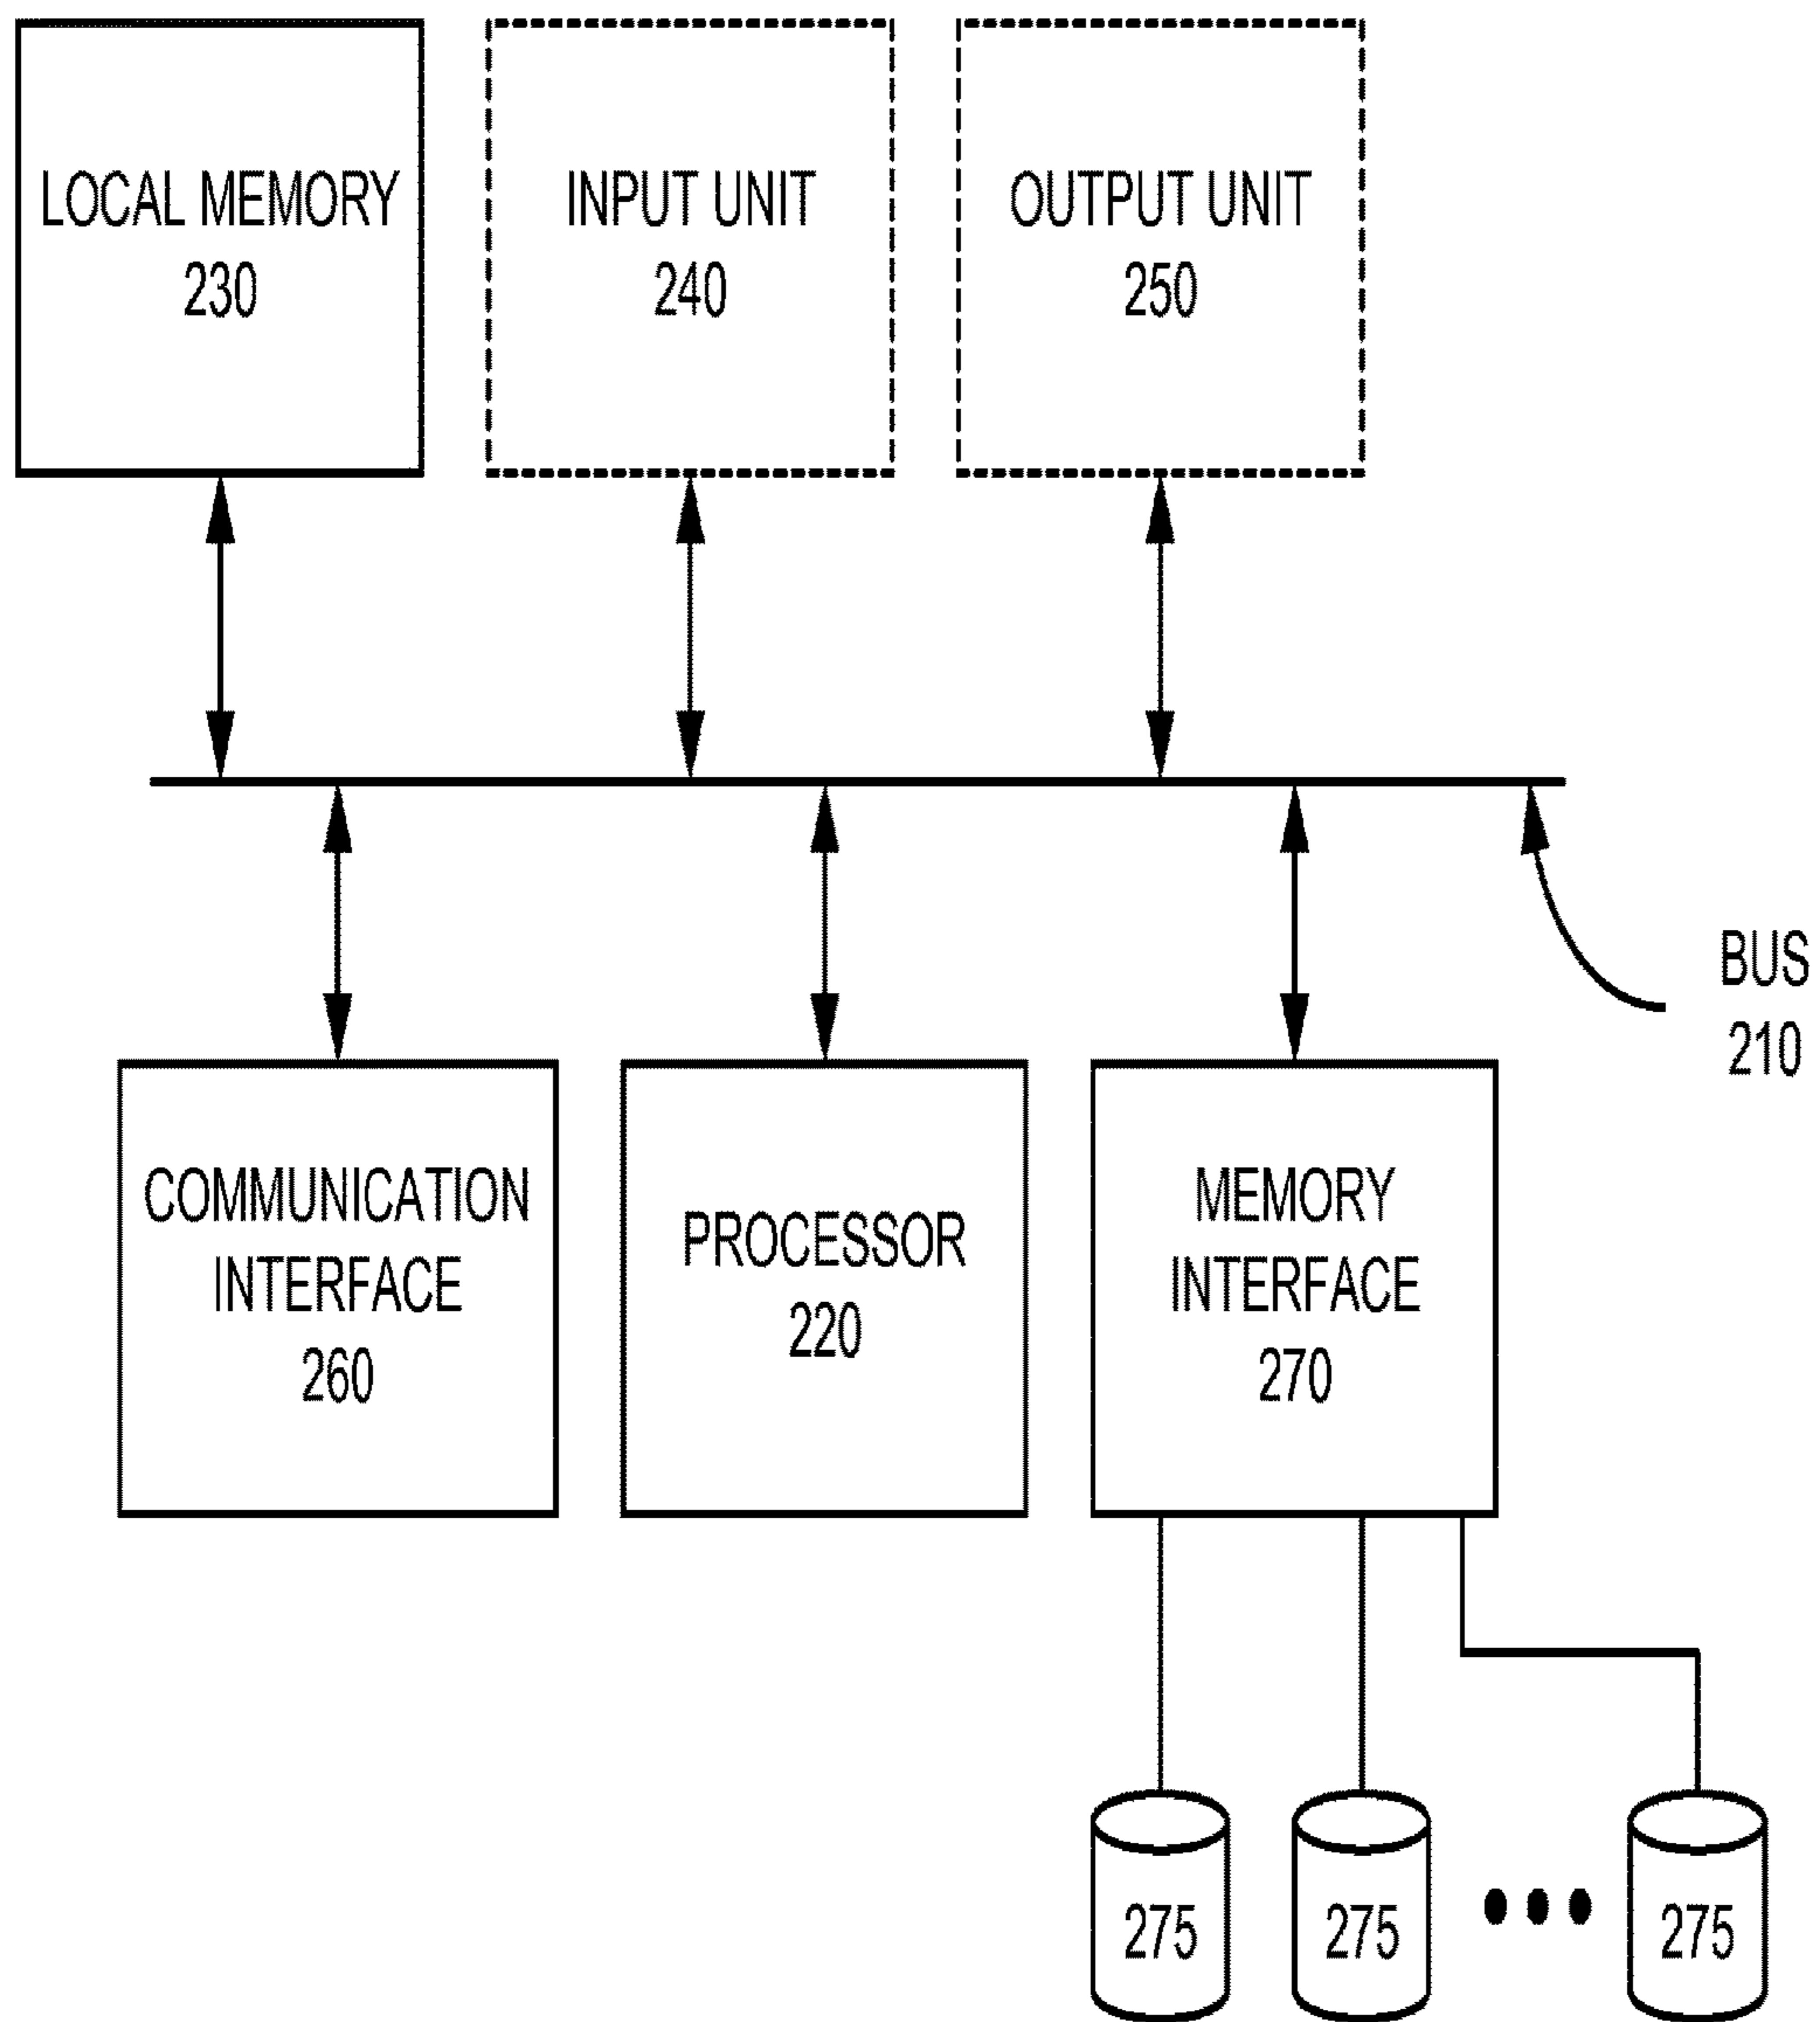 LOCAL MEMORY
230
INPUT UNIT
240
OUTPUT UNIT
250
BUS
210
COMMUNICATION
INTERFACE
260
PROCESSOR
220
MEMORY
INTERFACE
270
275
275
275